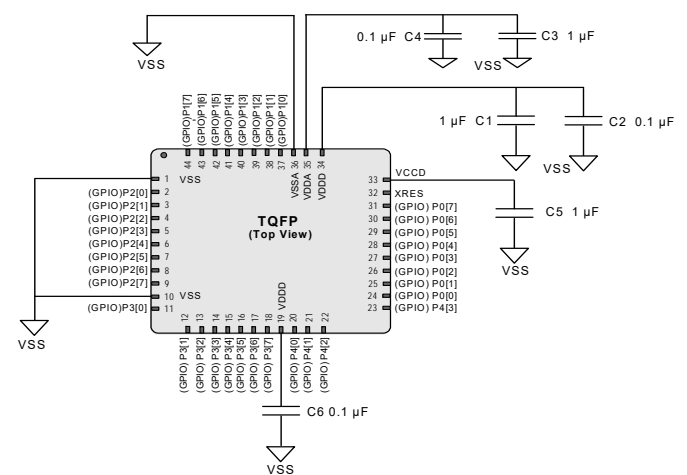 0.1 µF C4
C3 1 µF
VSS
VSS
1 µF C1
C2 0.1 µF
VSS
(GPIO)P1[7]
(GPIO)P1[6]
(GPIO)P1[5]
(GPIO)P1[4]
(GPIO)P1[3]
(GPIO)P1[2]
(GPIO)P1[1]
(GPIO)P1[0]
44
43
42
41
40
39
38
37
36
35
34
VSSA
VDDA
VDDD
TQFP
(Top View)
1 VSS
(GPIO)P2[0] 2
(GPIO)P2[1] 3
(GPIO)P2[2] 4
(GPIO)P2[3] 5
(GPIO)P2[4] 6
(GPIO)P2[5] 7
(GPIO)P2[6] 8
(GPIO)P2[7] 9
10 VSS
(GPIO)P3[0] 11
VSS
33 VCCD
32 XRES
31 (GPIO) P0[7]
30 (GPIO) P0[6]
29 (GPIO) P0[5]
28 (GPIO) P0[4]
27 (GPIO) P0[3]
26 (GPIO) P0[2]
25 (GPIO) P0[1]
24 (GPIO) P0[0]
23 (GPIO) P4[3]
C5 1 µF
VSS
VDDD
12
13
14
15
16
17
18
19
20
21
22
(GPIO) P3[1]
(GPIO) P3[2]
(GPIO) P3[3]
(GPIO) P3[4]
(GPIO) P3[5]
(GPIO) P3[6]
(GPIO) P3[7]
(GPIO) P4[0]
(GPIO) P4[1]
(GPIO) P4[2]
C6 0.1 µF
VSS